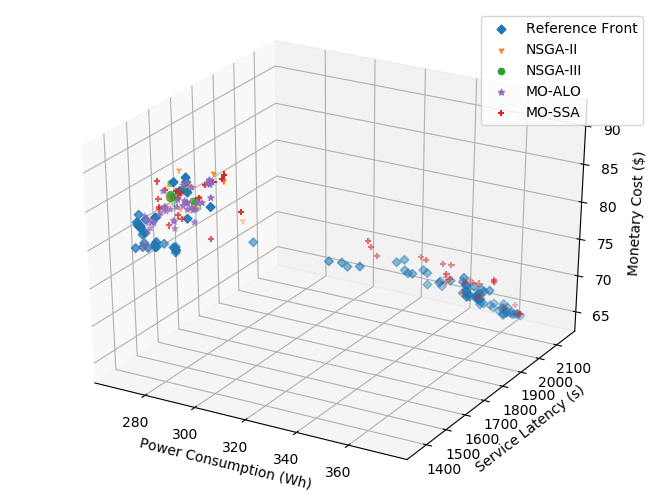 Reference Front
NSGA-II
NSGA-III
MO-ALO
MO-SSA
90
85
80
75
70
65
Monetary Cost ($)
2100
2000
1900
1800
1700
1600
1500
1400
Service Latency (s)
280
300
320
340
360
Power Consumption (Wh)